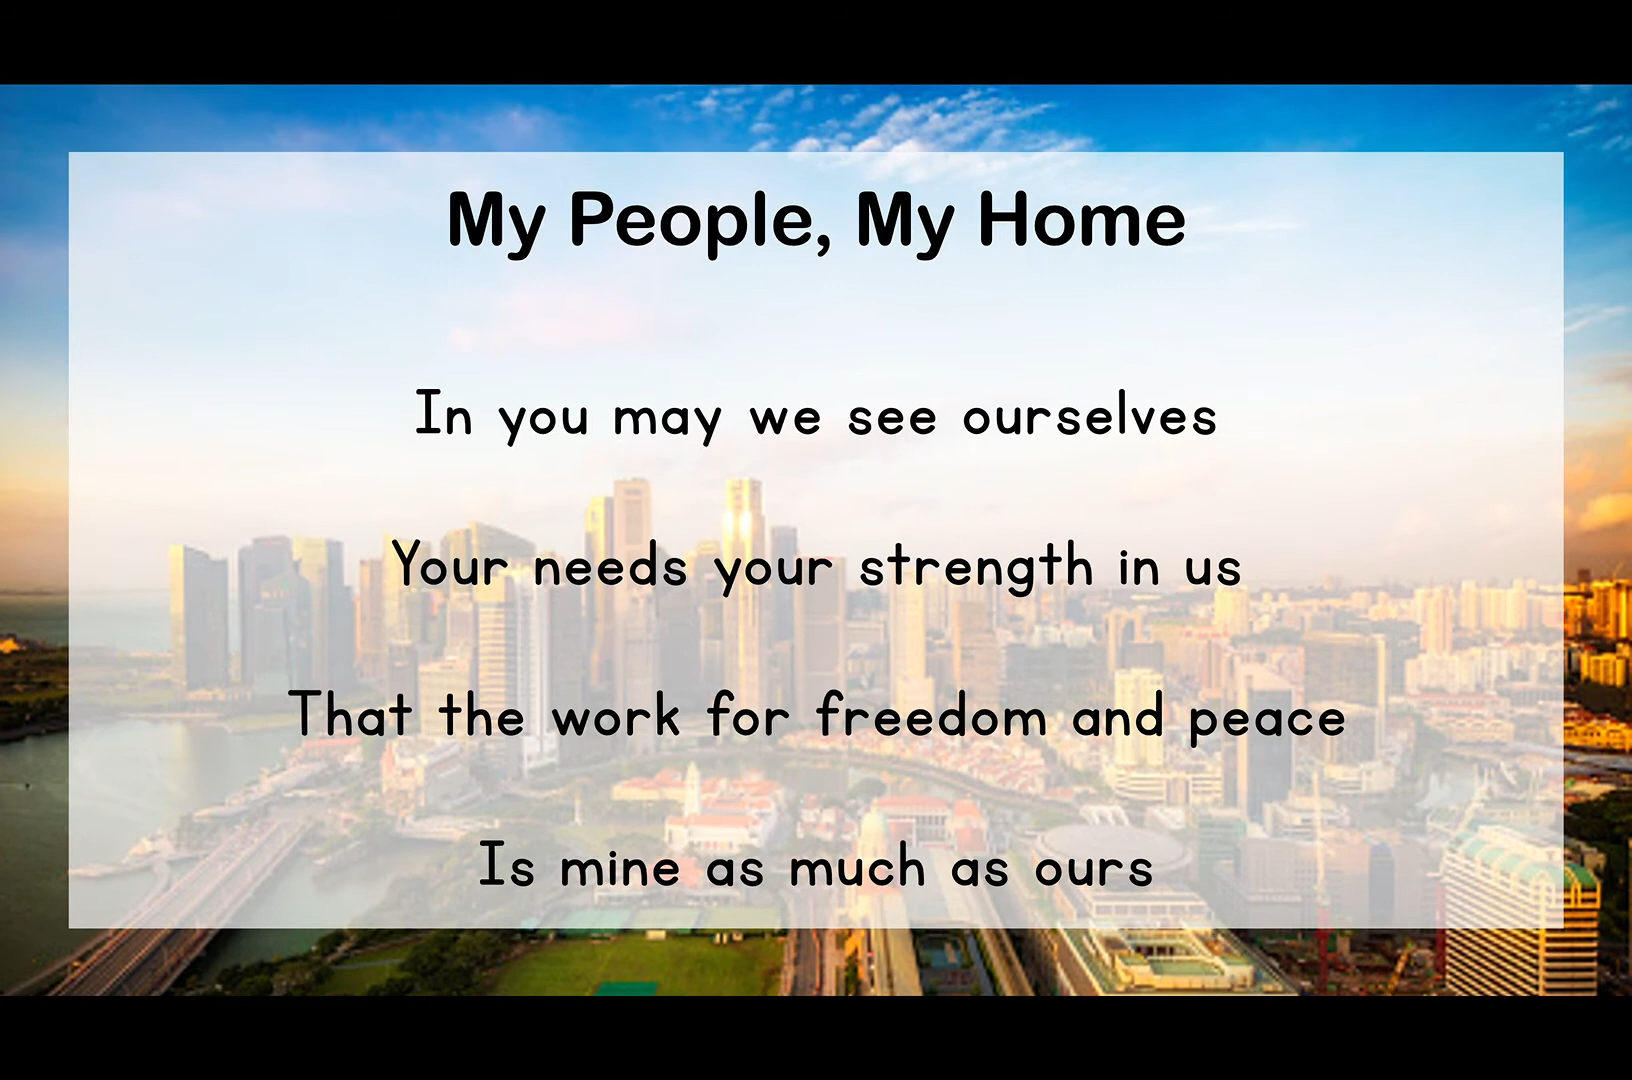 My People, My Home
In you may we see ourselves
Your needs your strength in us
That the work for freedom and peace
Is mine as much as ours